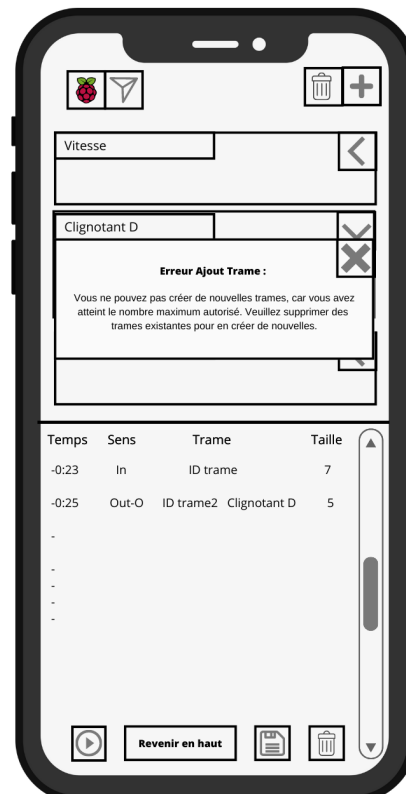 Vitesse
Clignotant D
Erreur Ajout Trame :
Vous ne pouvez pas créer de nouvelles trames, car vous avez
atteint le nombre maximum autorisé. Veuillez supprimer des
trames existantes pour en créer de nouvelles.
Temps Sens Trame Taille
-0:23 In ID trame 7
-0:25 Out-O ID trame2 Clignotant D 5
-
-
-
-
-
Revenir en haut